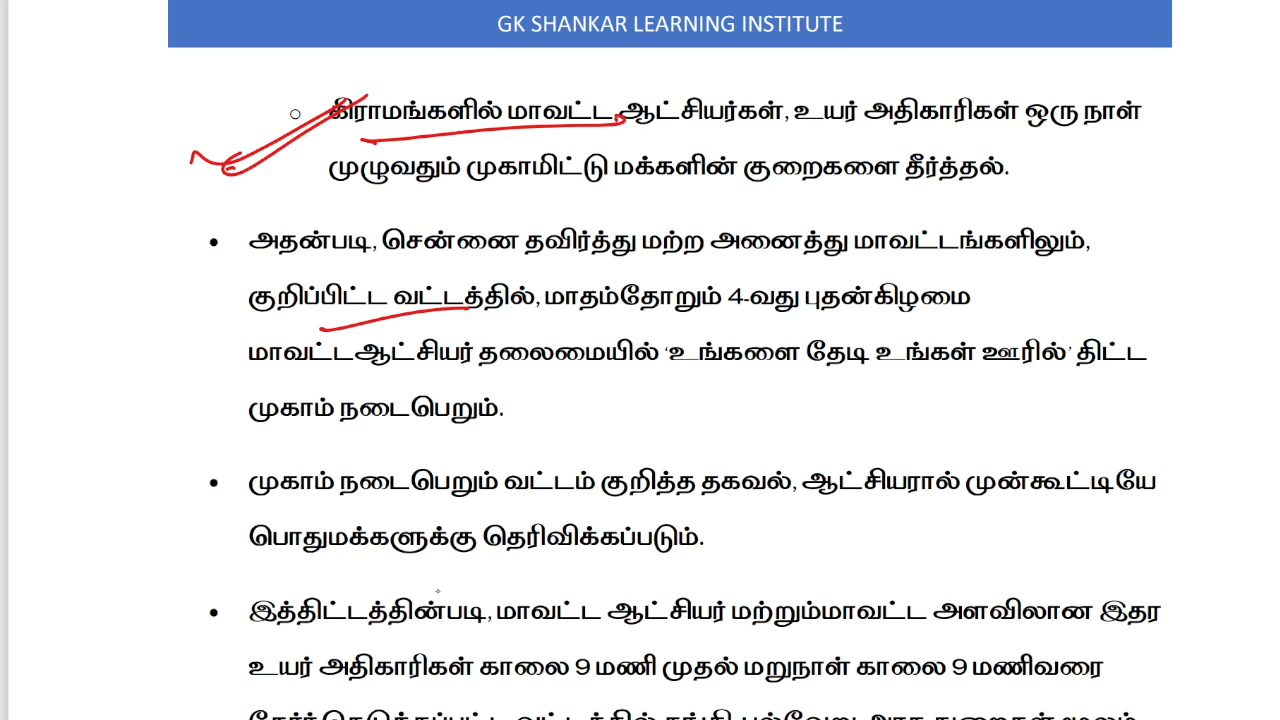 GK SHANKAR LEARNING INSTITUTE
○ கிராமங்களில் மாவட்ட ஆட்சியர்கள், உயர் அதிகாரிகள் ஒரு நாள்
முழுவதும் முகாமிட்டு மக்களின் குறைகளை தீர்த்தல்.
• அதன்படி, சென்னை தவிர்த்து மற்ற அனைத்து மாவட்டங்களிலும்,
குறிப்பிட்ட வட்டத்தில், மாதம்தோறும் 4-வது புதன்கிழமை
மாவட்டஆட்சியர் தலைமையில் ‘உங்களை தேடி உங்கள் ஊரில்’ திட்ட
முகாம் நடைபெறும்.
• முகாம் நடைபெறும் வட்டம் குறித்த தகவல், ஆட்சியரால் முன்கூட்டியே
பொதுமக்களுக்கு தெரிவிக்கப்படும்.
• இத்திட்டத்தின்படி, மாவட்ட ஆட்சியர் மற்றும்மாவட்ட அளவிலான இதர
உயர் அதிகாரிகள் காலை 9 மணி முதல் மறுநாள் காலை 9 மணிவரை